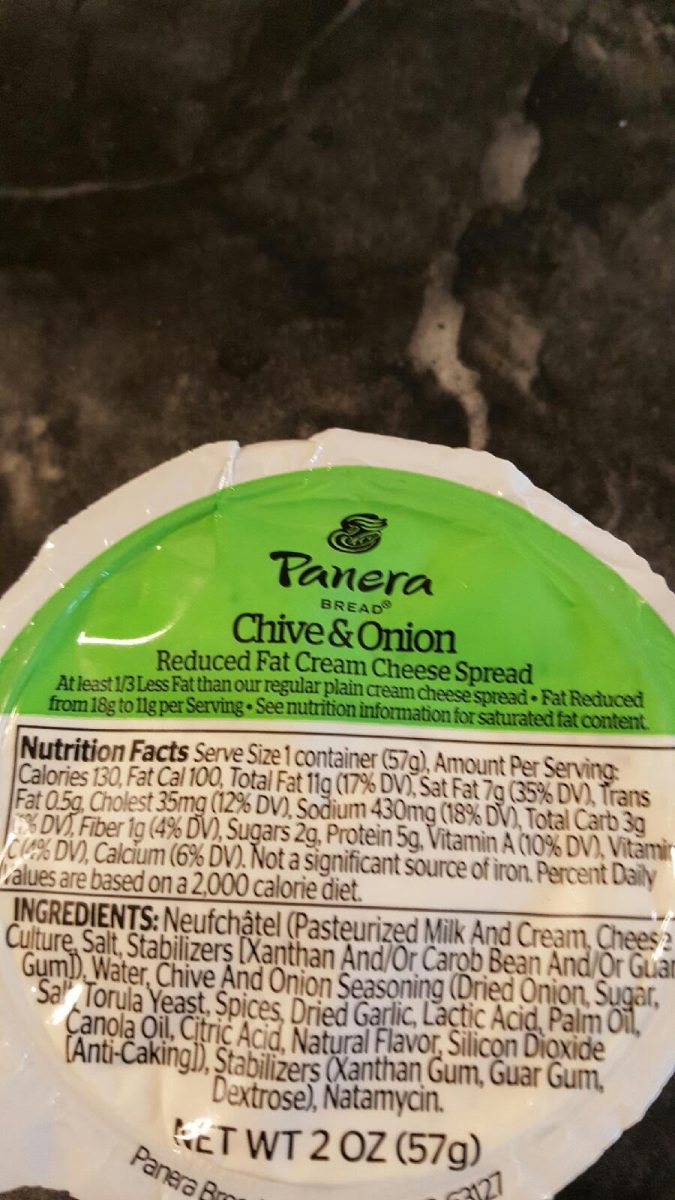 Panera
BREAD®
Chive & Onion
Reduced Fat Cream Cheese Spread
At least 1/3 Less Fat than our regular plain cream cheese spread • Fat Reduced
from 18g to 11g per Serving • See nutrition information for saturated fat content.
Nutrition Facts Serve Size 1 container (57g), Amount Per Serving:
Calories 130, Fat Cal 100, Total Fat 11g (17% DV), Sat Fat 7g (35% DV), Trans
Fat 0.5g, Cholest 35mg (12% DV), Sodium 430mg (18% DV), Total Carb 3g
(1% DV), Fiber 1g (4% DV), Sugars 2g, Protein 5g, Vitamin A (10% DV), Vitamin
C (4% DV), Calcium (6% DV). Not a significant source of iron. Percent Daily
Values are based on a 2,000 calorie diet.
INGREDIENTS: Neufchâtel (Pasteurized Milk And Cream, Cheese
Culture, Salt, Stabilizers [Xanthan And/Or Carob Bean And/Or Guar
Gum]), Water, Chive And Onion Seasoning (Dried Onion, Sugar,
Salt, Torula Yeast, Spices, Dried Garlic, Lactic Acid, Palm Oil,
Canola Oil, Citric Acid, Natural Flavor, Silicon Dioxide
[Anti-Caking]), Stabilizers (Xanthan Gum, Guar Gum,
Dextrose), Natamycin.
NET WT 2 OZ (57g)
Panera 63127